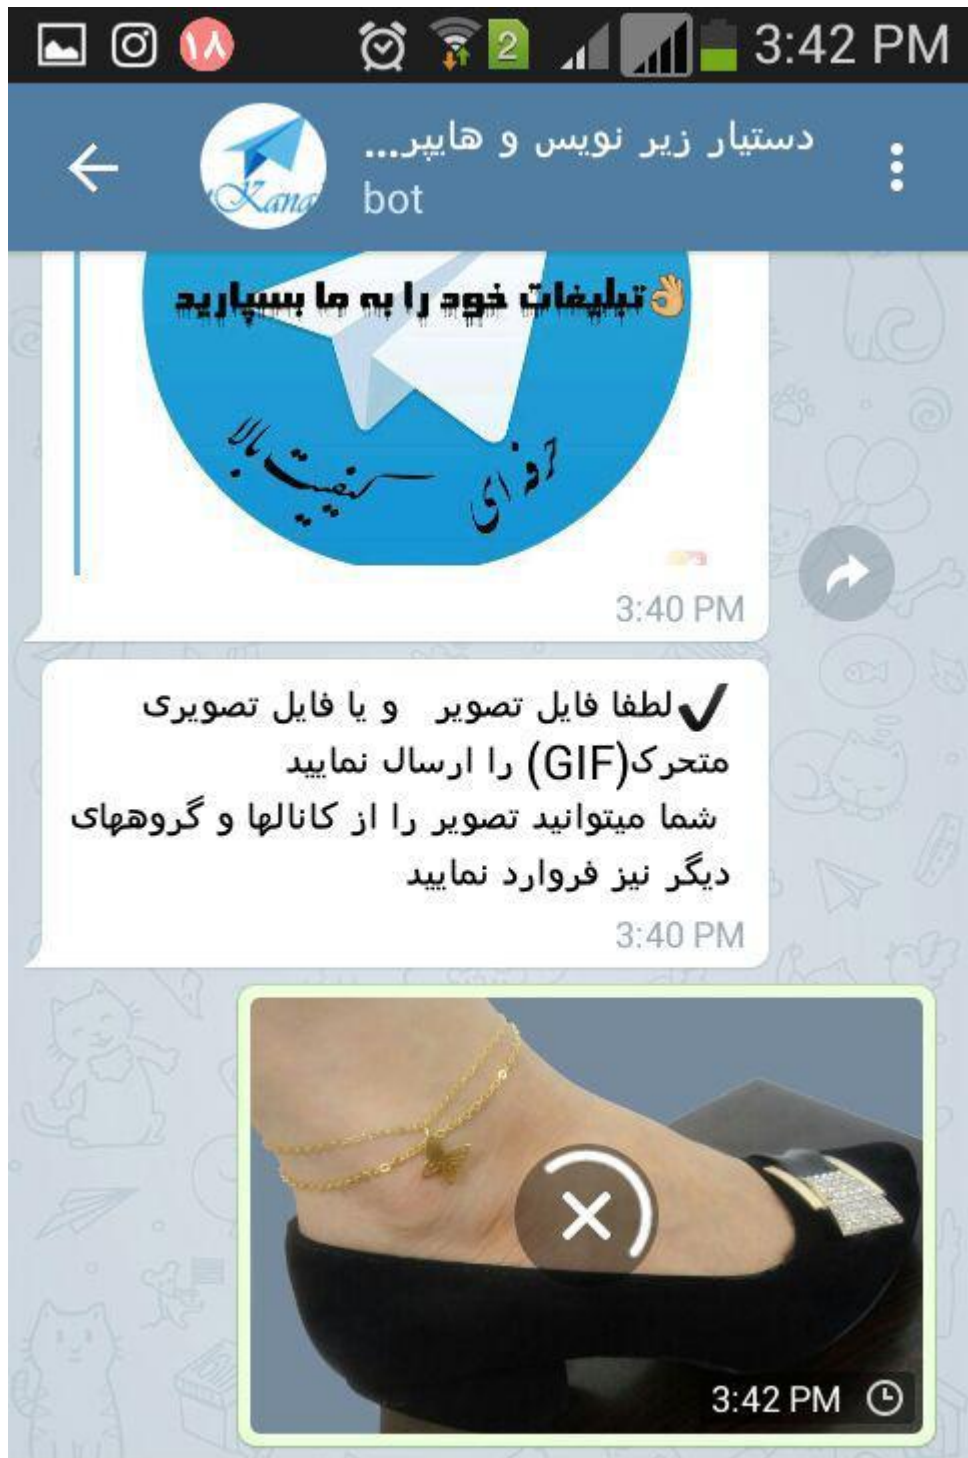 ۱۸
2
3:42 PM
دستیار زیر نویس و هایپر...
bot
Kana
تبلیغات خود را به ما بسپارید👌
حرفه ای کیفیت بالا
3:40 PM
✔لطفا فایل تصویر و یا فایل تصویری
متحرک(GIF) را ارسال نمایید
شما میتوانید تصویر را از کانالها و گروههای
دیگر نیز فروارد نمایید
3:40 PM
3:42 PM